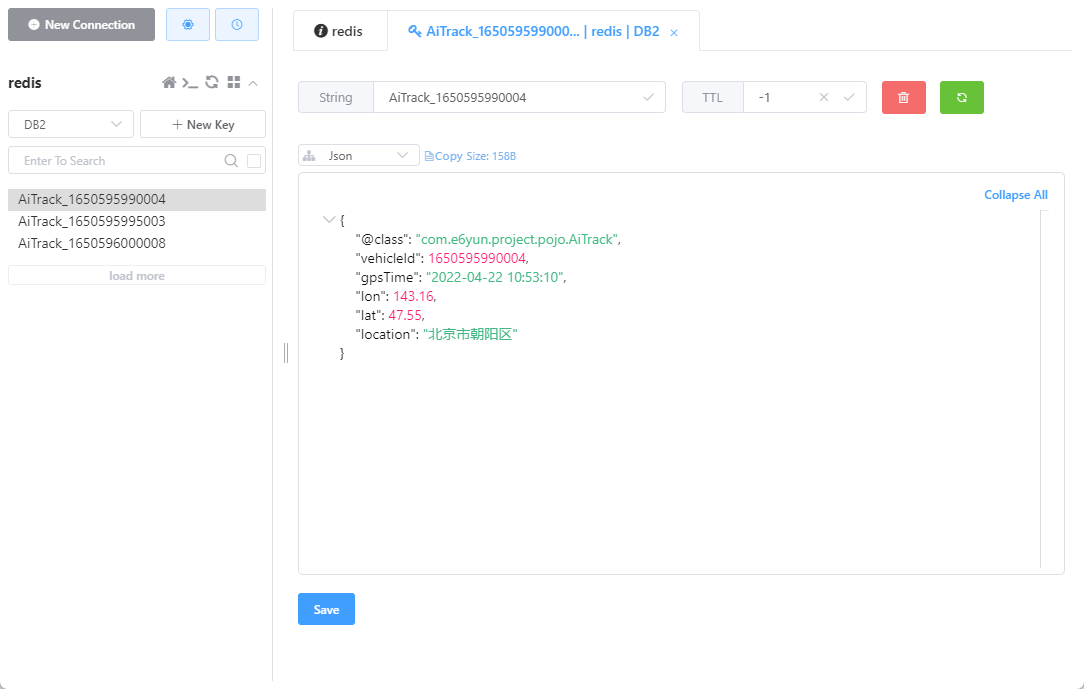 New Connection
redis
DB2
New Key
Enter To Search
AiTrack_1650595990004
AiTrack_1650595995003
AiTrack_1650596000008
load more
redis
AiTrack_165059599000... | redis | DB2
String
AiTrack_1650595990004
TTL
-1
Json
Copy Size: 158B
Collapse All
{
"@class": "com.e6yun.project.pojo.AiTrack",
"vehicleId": 1650595990004,
"gpsTime": "2022-04-22 10:53:10",
"lon": 143.16,
"lat": 47.55,
"location": "北京市朝阳区"
}
Save